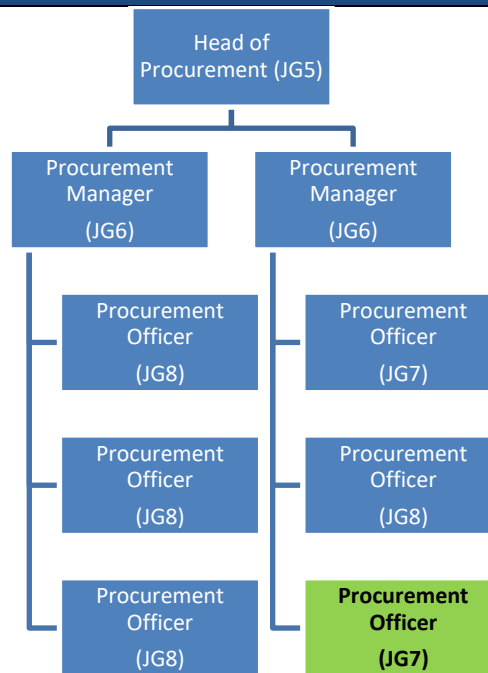 Head of
Procurement (JG5)
Procurement
Manager
(JG6)
Procurement
Manager
(JG6)
Procurement
Officer
(JG8)
Procurement
Officer
(JG8)
Procurement
Officer
(JG8)
Procurement
Officer
(JG7)
Procurement
Officer
(JG8)
Procurement
Officer
(JG7)